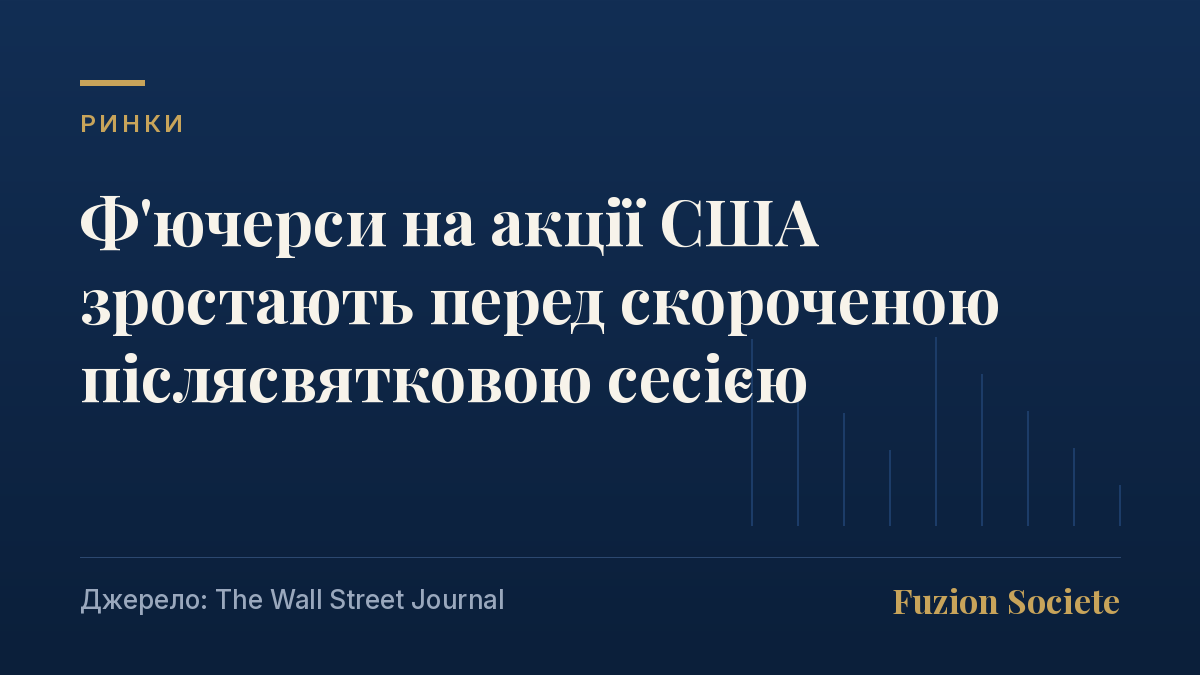 РИНКИ
Ф'ючерси на акції США
зростають перед скороченою
післясвятковою сесією
Джерело: The Wall Street Journal
Fuzion Societe